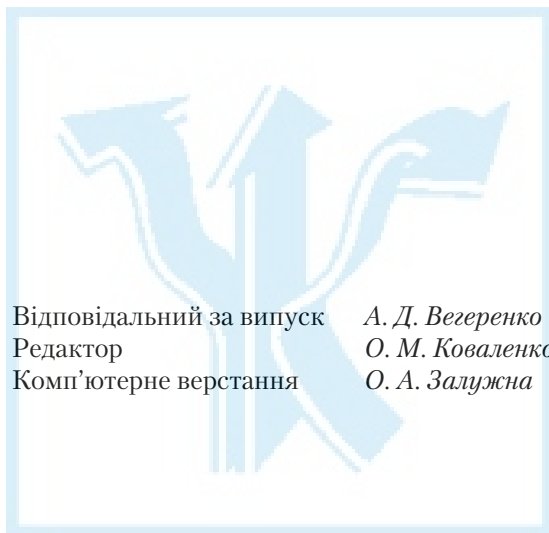 Відповідальний за випуск А. Д. Вегеренко
Редактор О. М. Коваленко
Комп’ютерне верстання О. А. Залужна